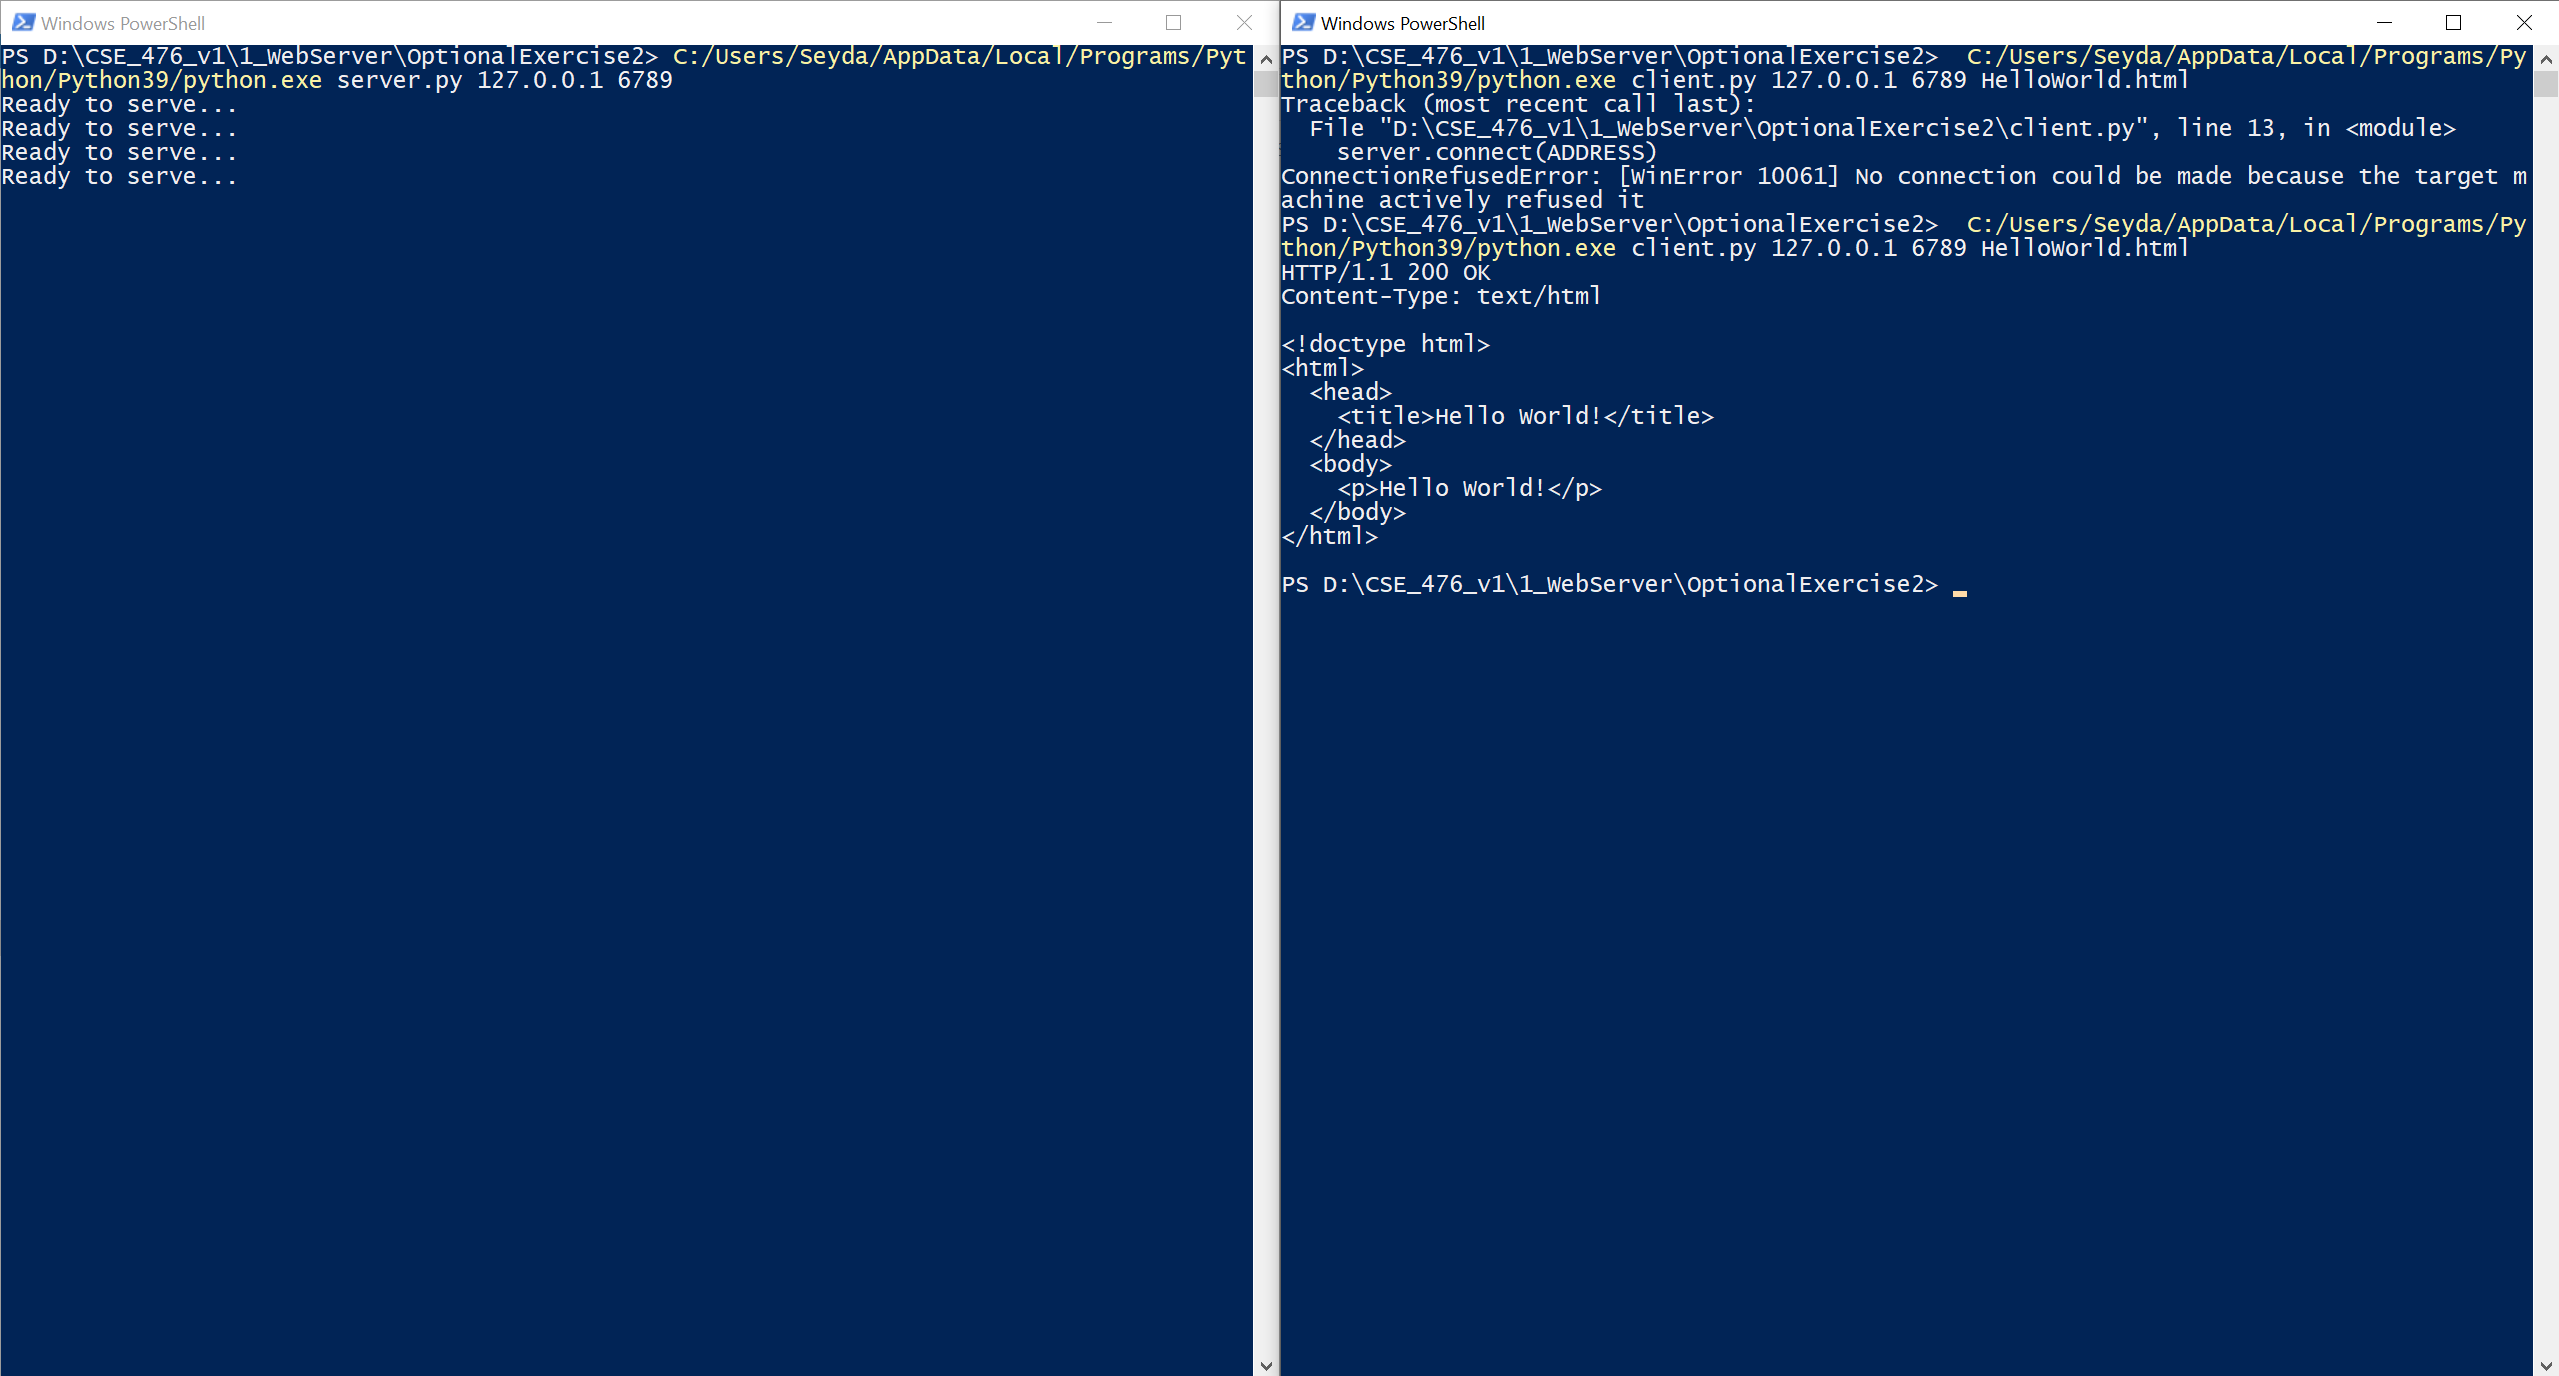 Windows PowerShell
PS D:\CSE_476_v1\1_WebServer\OptionalExercise2> C:/Users/Seyda/AppData/Local/Programs/Pyt
hon/Python39/python.exe server.py 127.0.0.1 6789
Ready to serve...
Ready to serve...
Ready to serve...
Ready to serve...
Windows PowerShell
PS D:\CSE_476_v1\1_WebServer\OptionalExercise2>  C:/Users/Seyda/AppData/Local/Programs/Py
thon/Python39/python.exe client.py 127.0.0.1 6789 HelloWorld.html
Traceback (most recent call last):
  File "D:\CSE_476_v1\1_WebServer\OptionalExercise2\client.py", line 13, in <module>
    server.connect(ADDRESS)
ConnectionRefusedError: [WinError 10061] No connection could be made because the target m
achine actively refused it
PS D:\CSE_476_v1\1_WebServer\OptionalExercise2>  C:/Users/Seyda/AppData/Local/Programs/Py
thon/Python39/python.exe client.py 127.0.0.1 6789 HelloWorld.html
HTTP/1.1 200 OK
Content-Type: text/html

<!doctype html>
<html>
  <head>
    <title>Hello World!</title>
  </head>
  <body>
    <p>Hello World!</p>
  </body>
</html>

PS D:\CSE_476_v1\1_WebServer\OptionalExercise2>